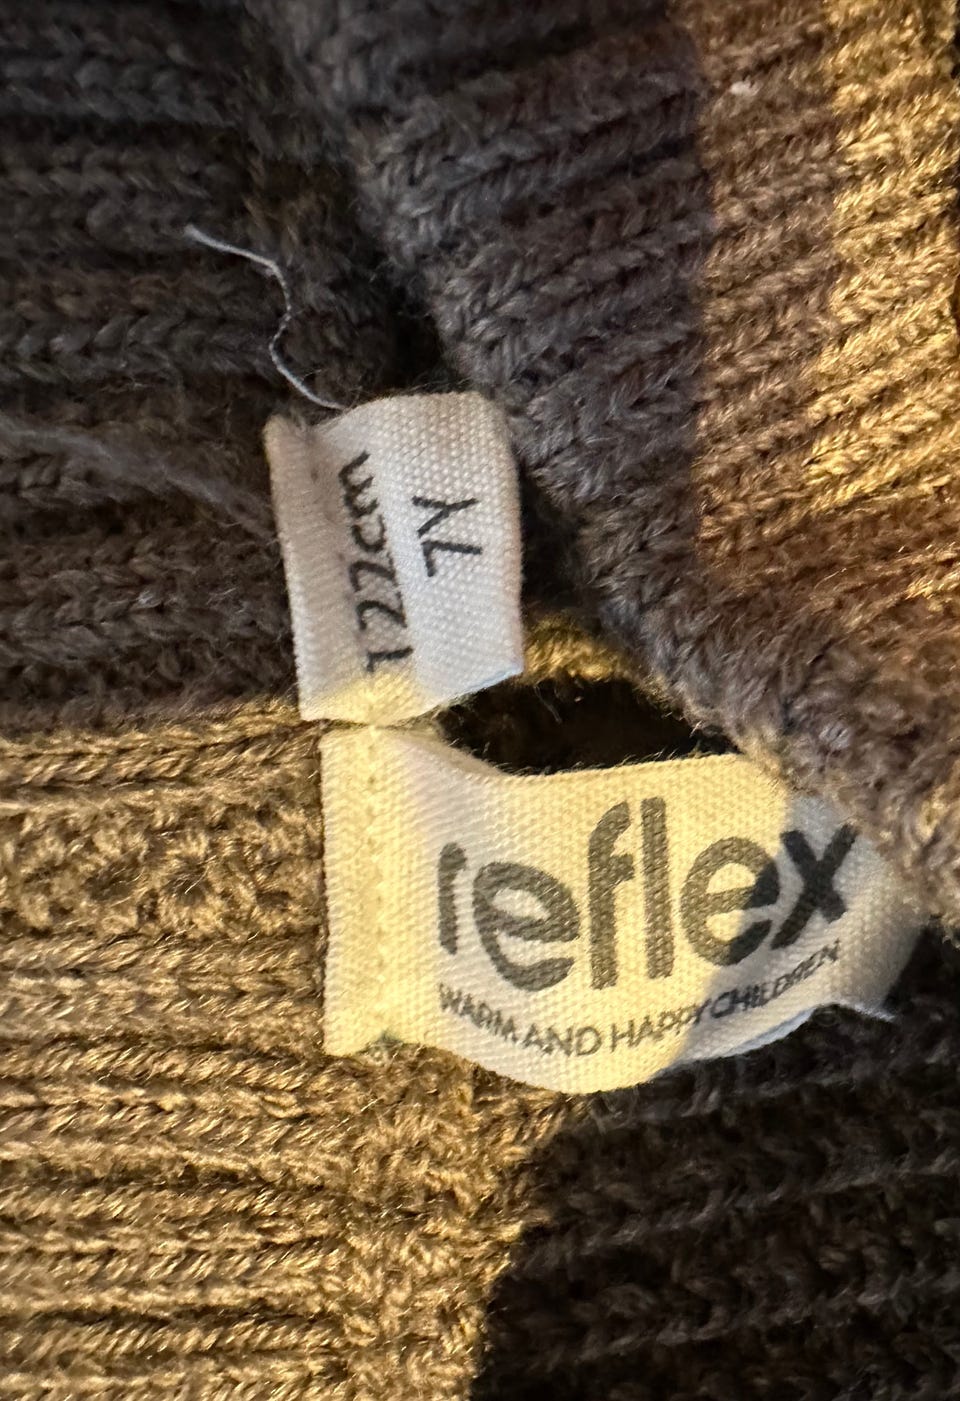 7Y
122cm
reflex
WARM AND HAPPY CHILDREN